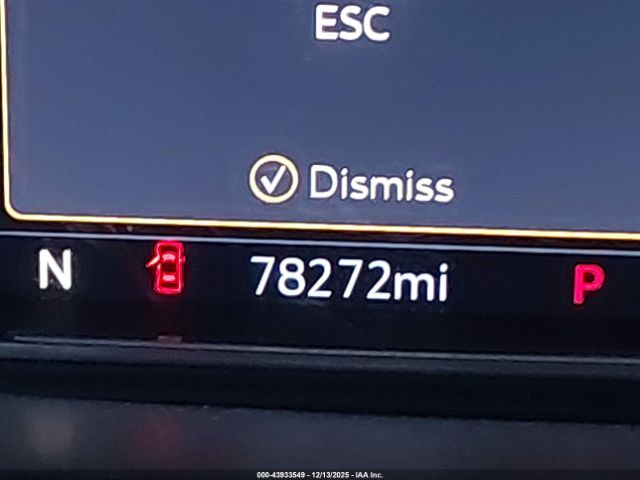 ESC
Dismiss
N 78272mi P
000-43933549 - 12/13/2025 - IAA Inc.